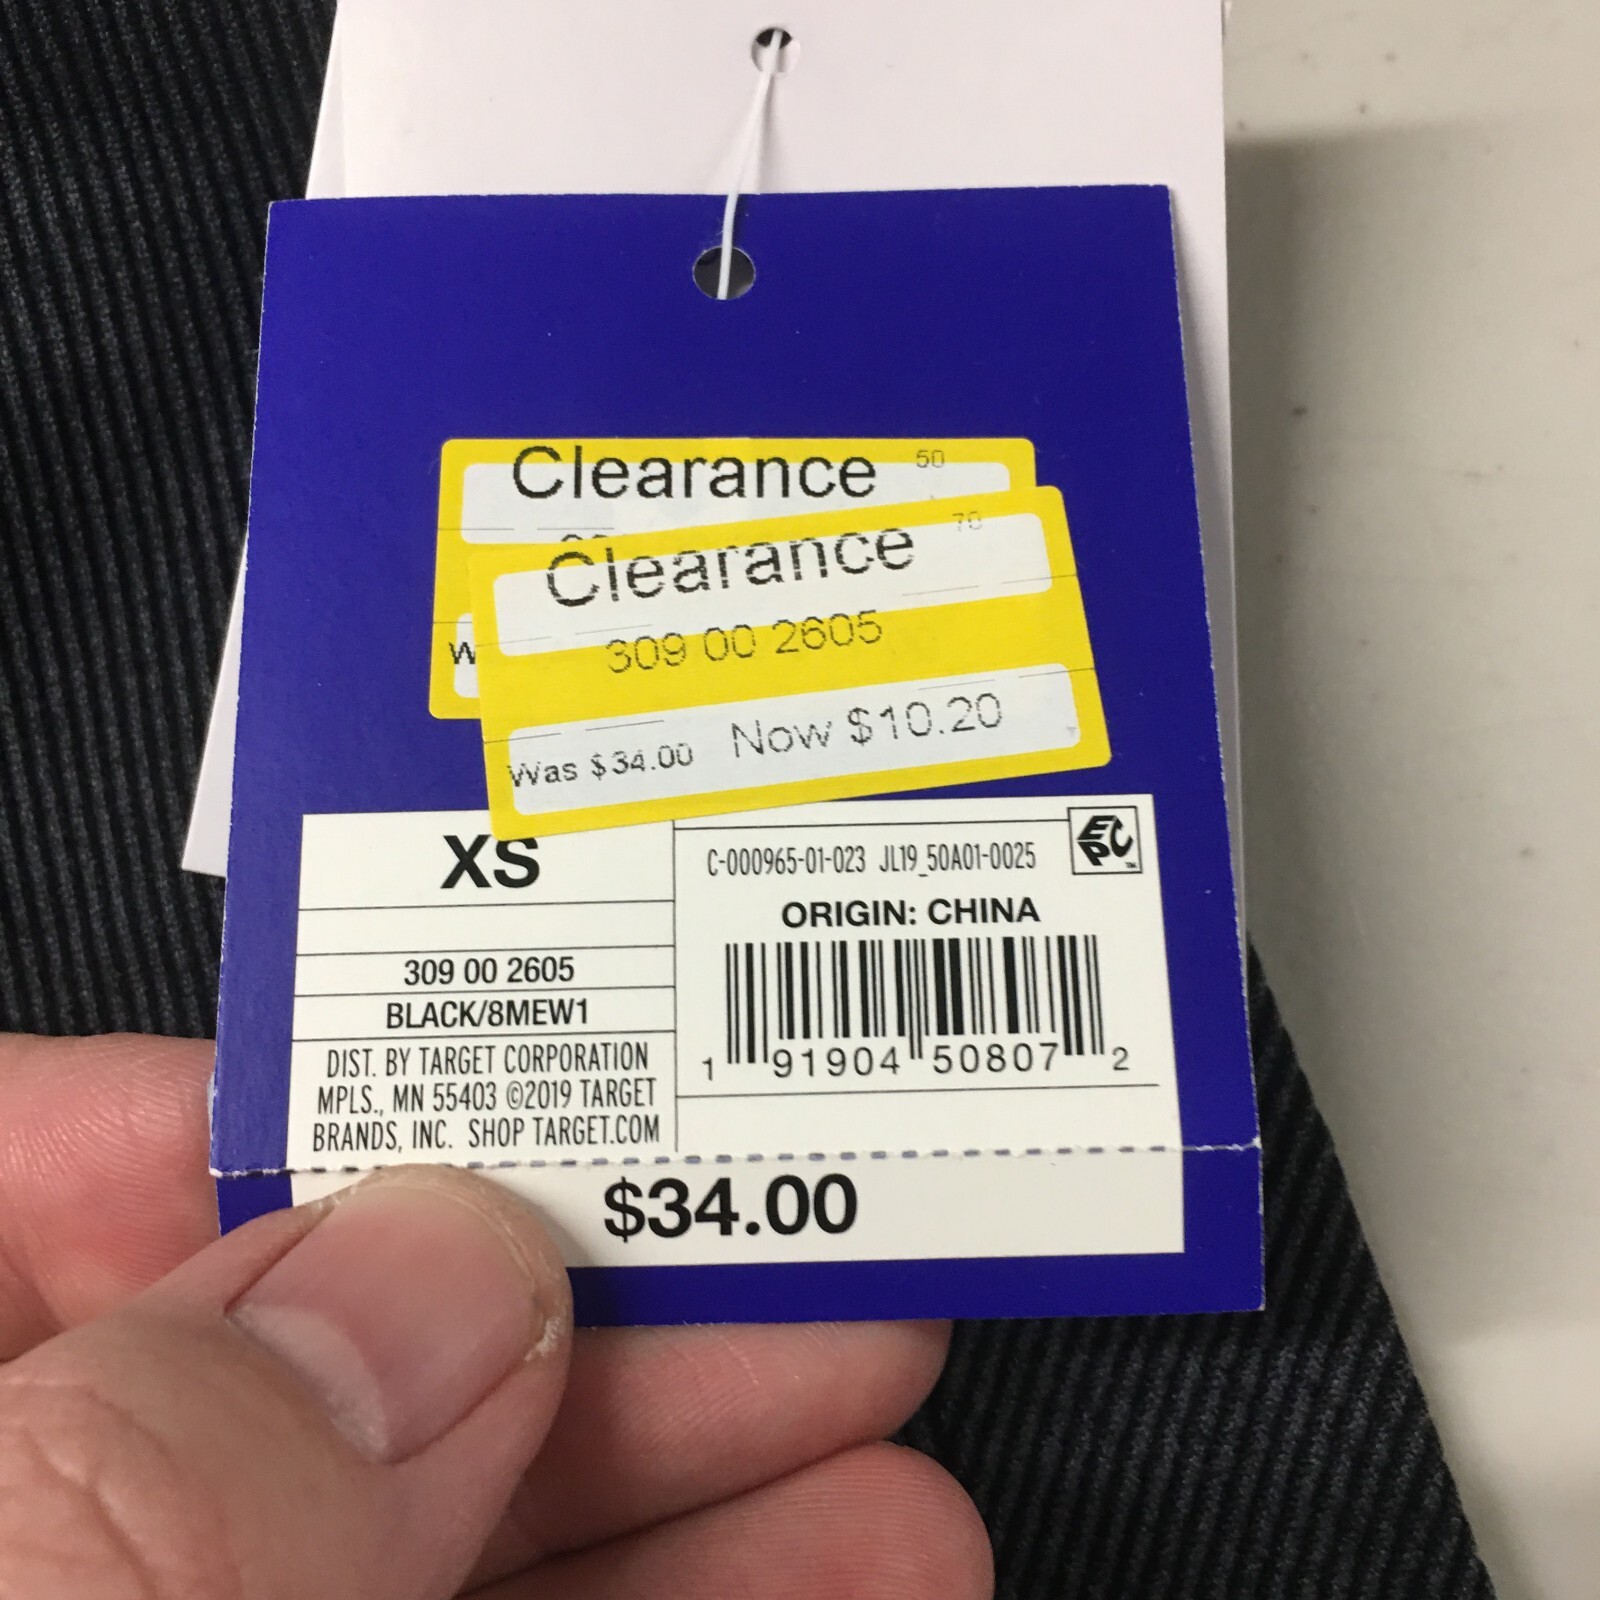 Clearance 50
Clearance 70
309 00 2605
Was $34.00 Now $10.20
XS
309 00 2605
BLACK/8MEW1
DIST. BY TARGET CORPORATION
MPLS., MN 55403 ©2019 TARGET
BRANDS, INC. SHOP TARGET.COM
C-000965-01-023 JL19_50A01-0025
EPC™
ORIGIN: CHINA
1 91904 50807 2
$34.00